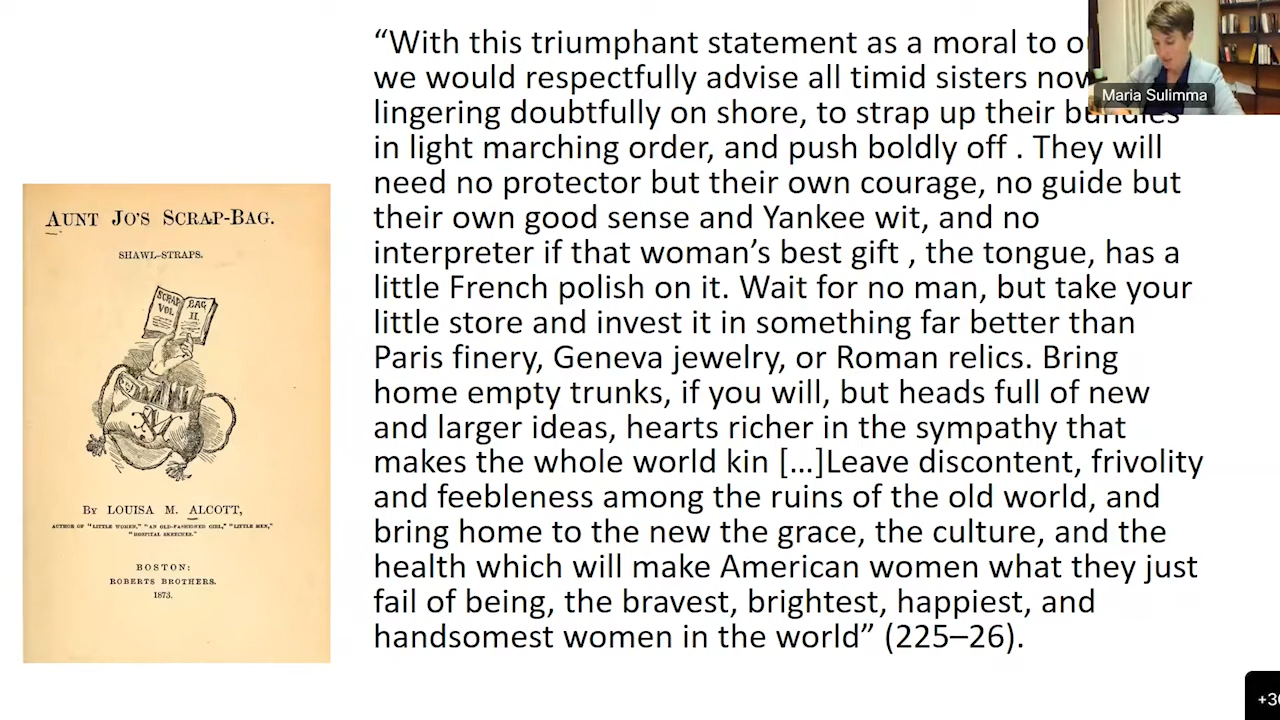 “With this triumphant statement as a moral to
we would respectfully advise all timid sisters now
lingering doubtfully on shore, to strap up their bundles
in light marching order, and push boldly off . They will
need no protector but their own courage, no guide but
their own good sense and Yankee wit, and no
interpreter if that woman’s best gift , the tongue, has a
little French polish on it. Wait for no man, but take your
little store and invest it in something far better than
Paris finery, Geneva jewelry, or Roman relics. Bring
home empty trunks, if you will, but heads full of new
and larger ideas, hearts richer in the sympathy that
makes the whole world kin […]Leave discontent, frivolity
and feebleness among the ruins of the old world, and
bring home to the new the grace, the culture, and the
health which will make American women what they just
fail of being, the bravest, brightest, happiest, and
handsomest women in the world” (225–26).
Maria Sulimma
AUNT JO'S SCRAP-BAG.
SHAWL-STRAPS.
SCRAP BAG
VOL II.
BY LOUISA M. ALCOTT,
AUTHOR OF "LITTLE WOMEN," "AN OLD-FASHIONED GIRL," "LITTLE MEN,"
"HOSPITAL SKETCHES."
BOSTON:
ROBERTS BROTHERS.
1873.